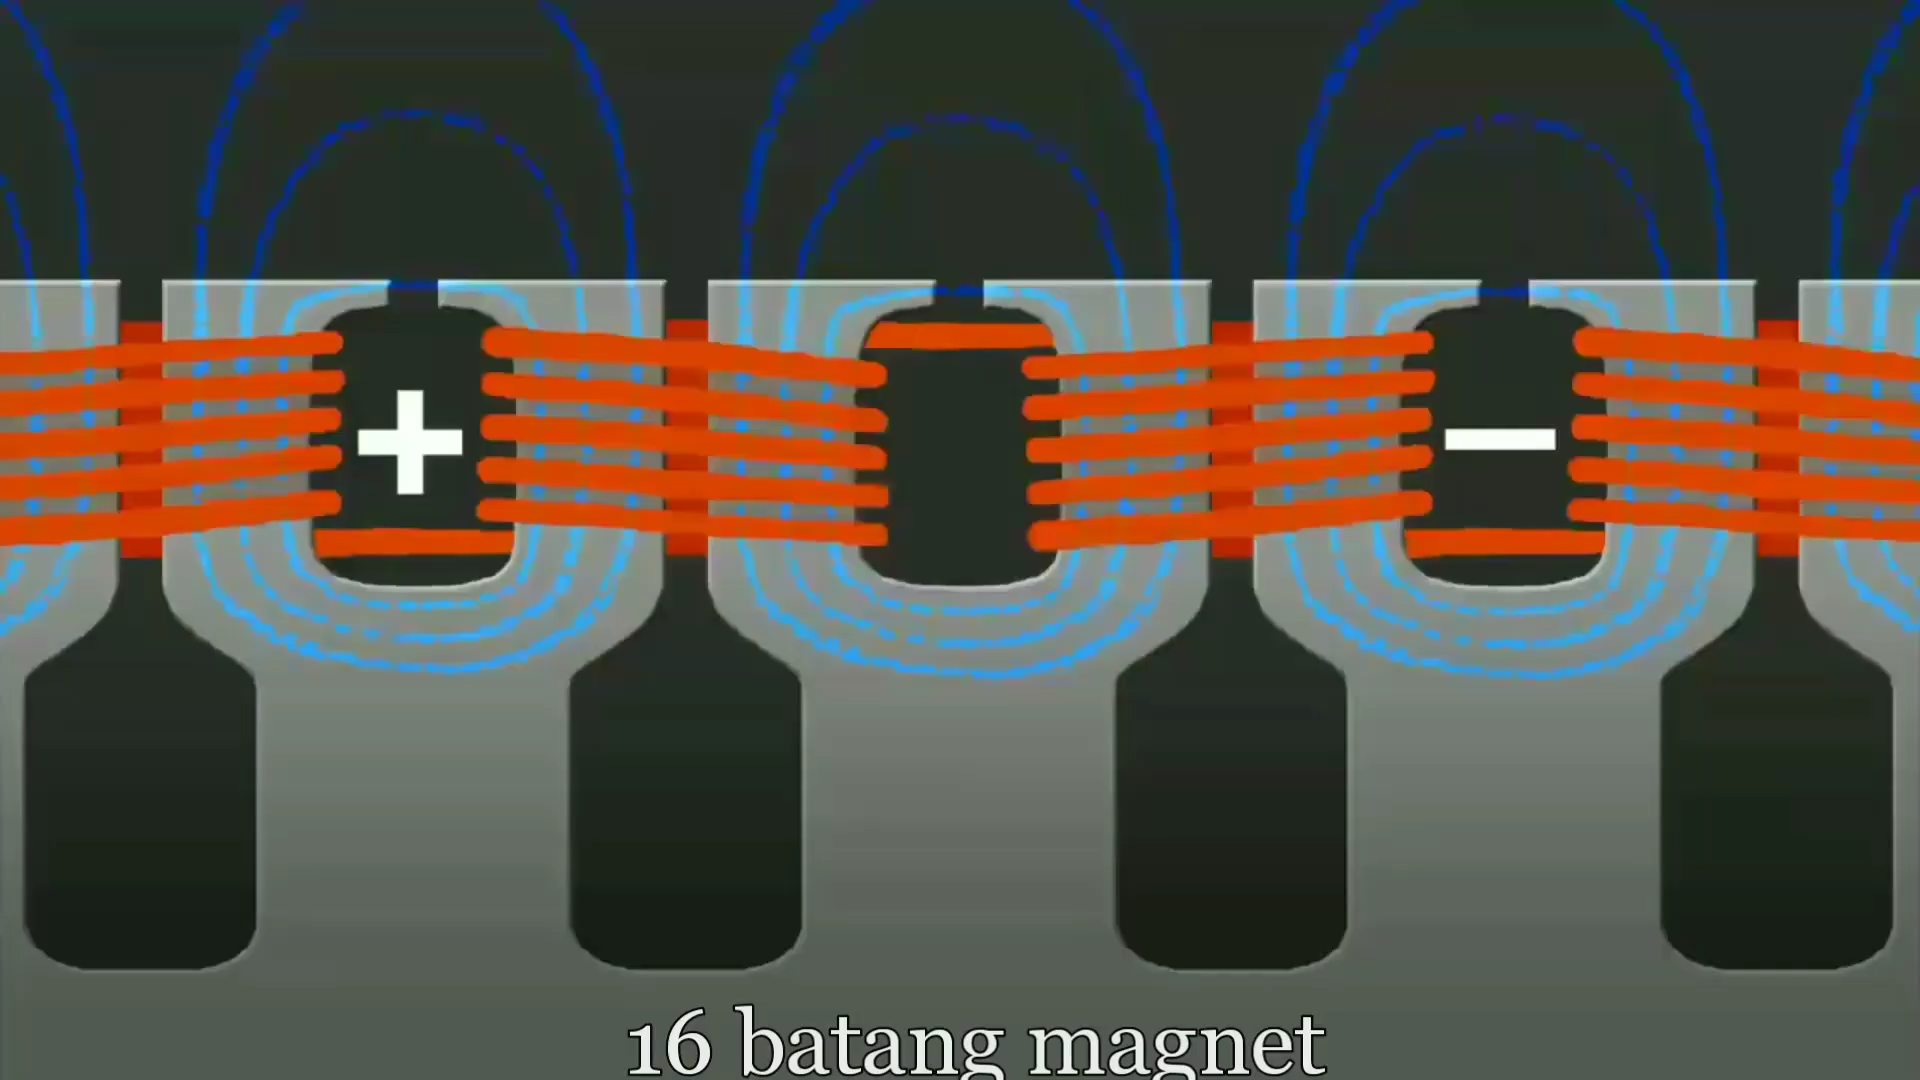 +
−
16 batang magnet